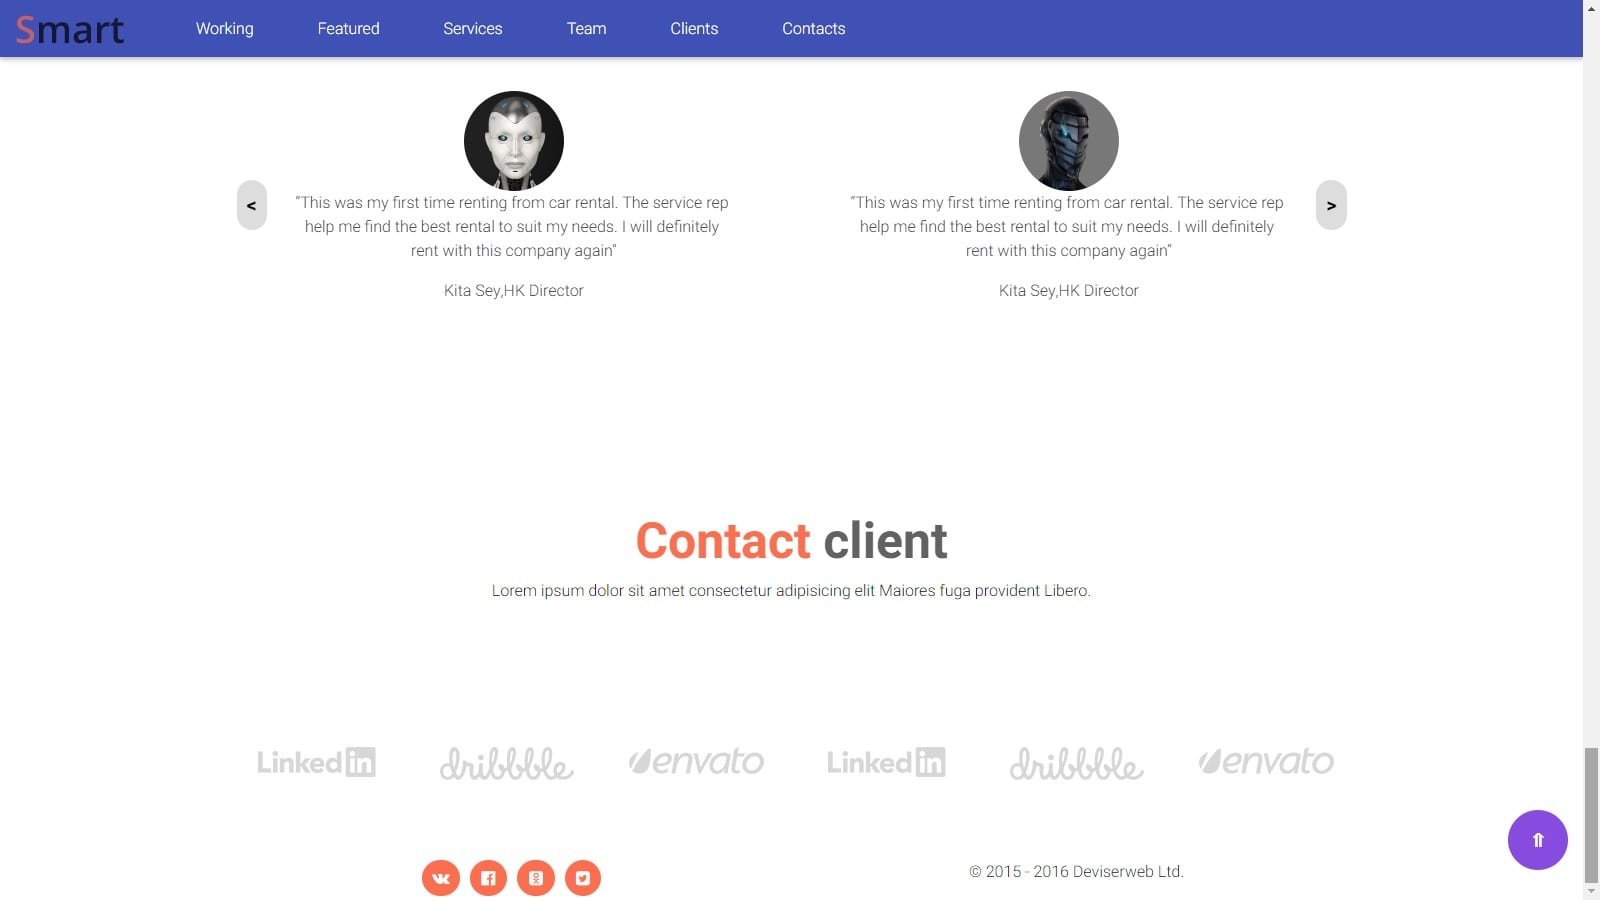 Smart
Working
Featured
Services
Team
Clients
Contacts
<
“This was my first time renting from car rental. The service rep
help me find the best rental to suit my needs. I will definitely
rent with this company again”
Kita Sey,HK Director
“This was my first time renting from car rental. The service rep
help me find the best rental to suit my needs. I will definitely
rent with this company again”
Kita Sey,HK Director
>
Contact client
Lorem ipsum dolor sit amet consectetur adipisicing elit Maiores fuga provident Libero.
Linked in
dribbble
envato
Linked in
dribbble
envato
© 2015 - 2016 Deviserweb Ltd.